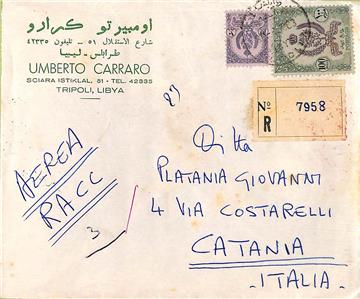 اومبيرتو كرارو
شارع الاستقلال ٥١ - تليفون ٤٢٣٣٥
طرابلس - ليبيا
UMBERTO CARRARO
SCIARA ISTIKLAL, 51 - TEL. 42335
TRIPOLI, LIBYA
100
Nº 7958
R
Ditta
PLATANIA GIOVANNI
4 VIA COSTARELLI
CATANIA
ITALIA
AEREA
RACC